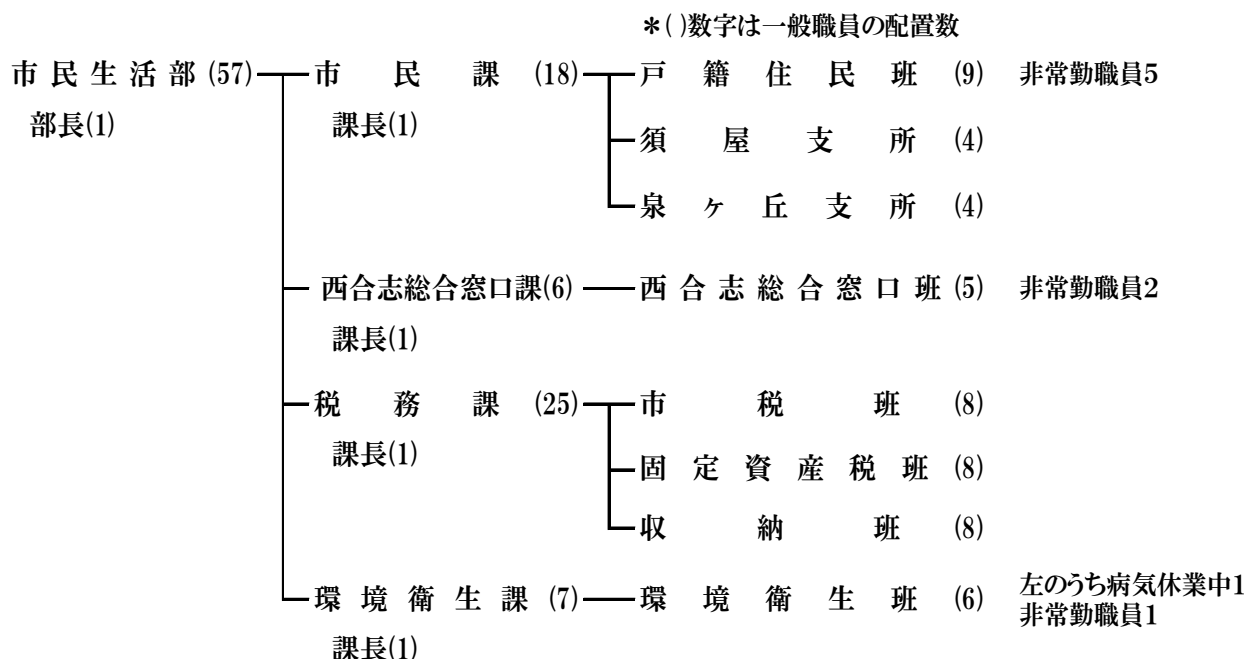 ＊( )数字は一般職員の配置数
市民生活部(57) 市民課(18) 戸籍住民班(9) 非常勤職員5
部長(1) 課長(1)
須屋支所(4)
泉ヶ丘支所(4)
西合志総合窓口課(6) 西合志総合窓口班(5) 非常勤職員2
課長(1)
税務課(25) 市税班(8)
課長(1)
固定資産税班(8)
収納班(8)
環境衛生課(7) 環境衛生班(6) 左のうち病気休業中1
非常勤職員1
課長(1)